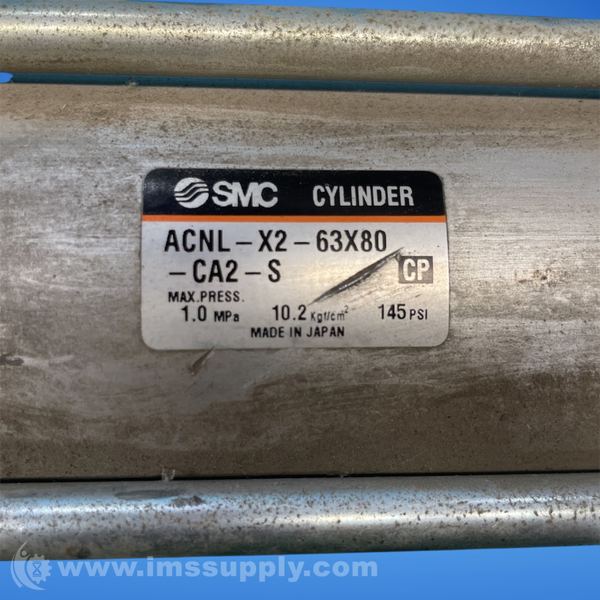 SMC CYLINDER
ACNL-X2-63X80
-CA2-S CP
MAX.PRESS.
1.0 MPa 10.2 Kgf/cm² 145 PSI
MADE IN JAPAN
www.imssupply.com